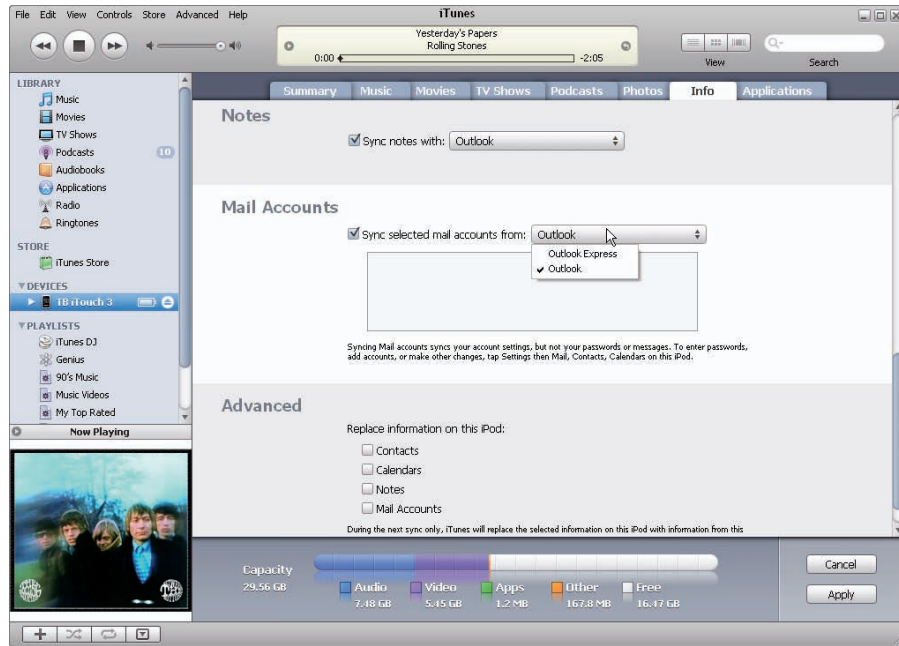 iTunes
File Edit View Controls Store Advanced Help
Yesterday's Papers
Rolling Stones
0:00
-2:05
View
Search
LIBRARY
Music
Movies
TV Shows
Podcasts 10
Audiobooks
Applications
Radio
Ringtones
STORE
iTunes Store
DEVICES
TB iTouch 3
PLAYLISTS
iTunes DJ
Genius
90's Music
Music Videos
My Top Rated
Now Playing
Summary Music Movies TV Shows Podcasts Photos Info Applications
Notes
Sync notes with: Outlook
Mail Accounts
Sync selected mail accounts from: Outlook
Outlook Express
Outlook
Syncing Mail accounts syncs your account settings, but not your passwords or messages. To enter passwords,
add accounts, or make other changes, tap Settings then Mail, Contacts, Calendars on this iPod.
Advanced
Replace information on this iPod:
Contacts
Calendars
Notes
Mail Accounts
During the next sync only, iTunes will replace the selected information on this iPod with information from this
Capacity
29.56 GB
Audio
7.48 GB
Video
5.45 GB
Apps
1.2 MB
Other
167.8 MB
Free
16.47 GB
Cancel
Apply